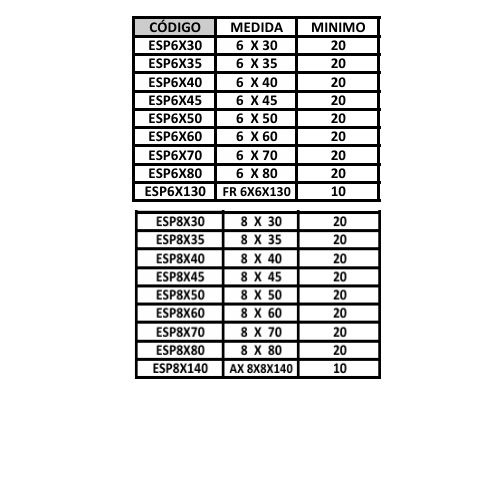 CÓDIGO MEDIDA MINIMO
ESP6X30 6 X 30 20
ESP6X35 6 X 35 20
ESP6X40 6 X 40 20
ESP6X45 6 X 45 20
ESP6X50 6 X 50 20
ESP6X60 6 X 60 20
ESP6X70 6 X 70 20
ESP6X80 6 X 80 20
ESP6X130 FR 6X6X130 10
ESP8X30 8 X 30 20
ESP8X35 8 X 35 20
ESP8X40 8 X 40 20
ESP8X45 8 X 45 20
ESP8X50 8 X 50 20
ESP8X60 8 X 60 20
ESP8X70 8 X 70 20
ESP8X80 8 X 80 20
ESP8X140 AX 8X8X140 10